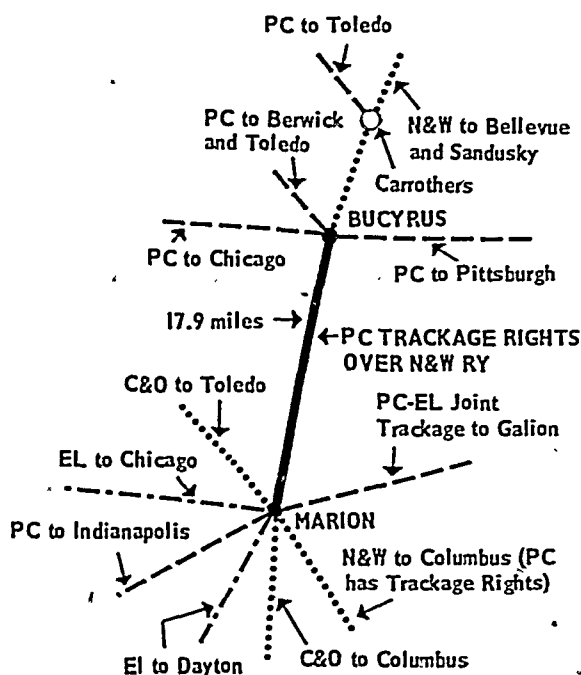 PC to Toledo
PC to Berwick
and Toledo
N&W to Bellevue
and Sandusky
Carrothers
BUCYRUS
PC to Chicago
PC to Pittsburgh
17.9 miles
PC TRACKAGE RIGHTS
OVER N&W RY
C&O to Toledo
PC-EL Joint
Trackage to Galion
EL to Chicago
PC to Indianapolis
MARION
N&W to Columbus (PC
has Trackage Rights)
El to Dayton
C&O to Columbus